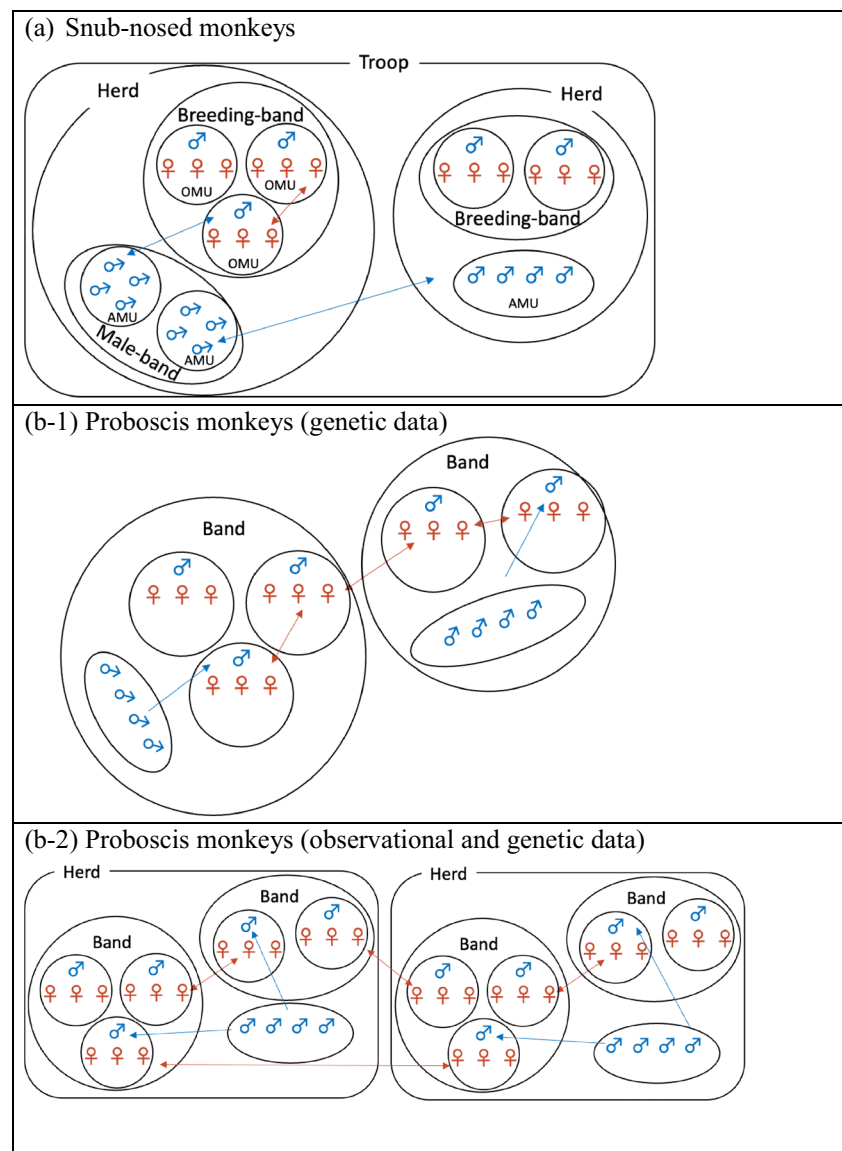 (a) Snub-nosed monkeys
Troop
Herd
Herd
Breeding-band
♂ ♂
♀ ♀ ♀ ♀ ♀ ♀
OMU OMU
♂
♀ ♀ ♀
OMU
♂ ♂
♀ ♀ ♀ ♀ ♀ ♀
Breeding-band
♂ ♂ ♂ ♂
AMU
AMU
AMU
Male-band
(b-1) Proboscis monkeys (genetic data)
Band
Band
♂ ♂
♀ ♀ ♀ ♀ ♀ ♀
♂ ♂
♀ ♀ ♀ ♀ ♀ ♀
♂
♀ ♀ ♀
♂ ♂ ♂ ♂
♂ ♂ ♂ ♂
(b-2) Proboscis monkeys (observational and genetic data)
Herd
Herd
Band
Band
Band
Band
♂ ♂
♀ ♀ ♀ ♀ ♀ ♀
♂ ♂
♀ ♀ ♀ ♀ ♀ ♀
♂
♀ ♀ ♀
♂ ♂ ♂ ♂
♂ ♂
♀ ♀ ♀ ♀ ♀ ♀
♂ ♂
♀ ♀ ♀ ♀ ♀ ♀
♂
♀ ♀ ♀
♂ ♂ ♂ ♂